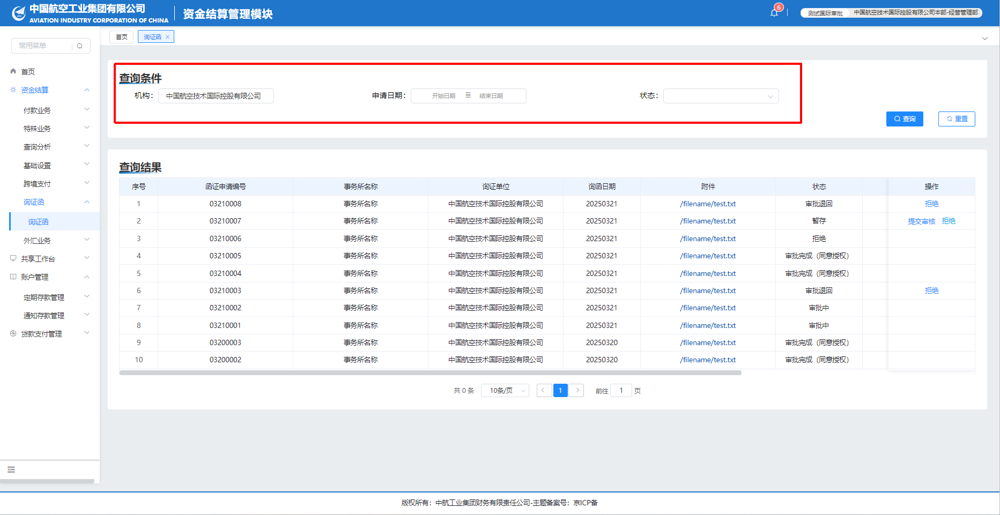 中国航空工业集团有限公司
AVIATION INDUSTRY CORPORATION OF CHINA
资金结算管理模块
6
测试国际审批
中国航空技术国际控股有限公司本部-经营管理部
首页
询证函
常用菜单
首页
资金结算
付款业务
特殊业务
查询分析
基础设置
跨境支付
询证函
询证函
外汇业务
共享工作台
账户管理
定期存款管理
通知存款管理
贷款支付管理
查询条件
机构： 中国航空技术国际控股有限公司 申请日期： 开始日期 至 结束日期 状态：
查询 重置
查询结果
序号 函证申请编号 事务所名称 询证单位 询函日期 附件 状态 操作
1 03210008 事务所名称 中国航空技术国际控股有限公司 20250321 /filename/test.txt 审批退回 拒绝
2 03210007 事务所名称 中国航空技术国际控股有限公司 20250321 /filename/test.txt 暂存 提交审核 拒绝
3 03210006 事务所名称 中国航空技术国际控股有限公司 20250321 /filename/test.txt 拒绝
4 03210005 事务所名称 中国航空技术国际控股有限公司 20250321 /filename/test.txt 审批完成（同意授权）
5 03210004 事务所名称 中国航空技术国际控股有限公司 20250321 /filename/test.txt 审批完成（同意授权）
6 03210003 事务所名称 中国航空技术国际控股有限公司 20250321 /filename/test.txt 审批退回 拒绝
7 03210002 事务所名称 中国航空技术国际控股有限公司 20250321 /filename/test.txt 审批中
8 03210001 事务所名称 中国航空技术国际控股有限公司 20250321 /filename/test.txt 审批中
9 03200003 事务所名称 中国航空技术国际控股有限公司 20250320 /filename/test.txt 审批完成（同意授权）
10 03200002 事务所名称 中国航空技术国际控股有限公司 20250320 /filename/test.txt 审批完成（同意授权）
共 0 条 10条/页 1 前往 1 页
版权所有：中航工业集团财务有限责任公司-主题备案号：京ICP备